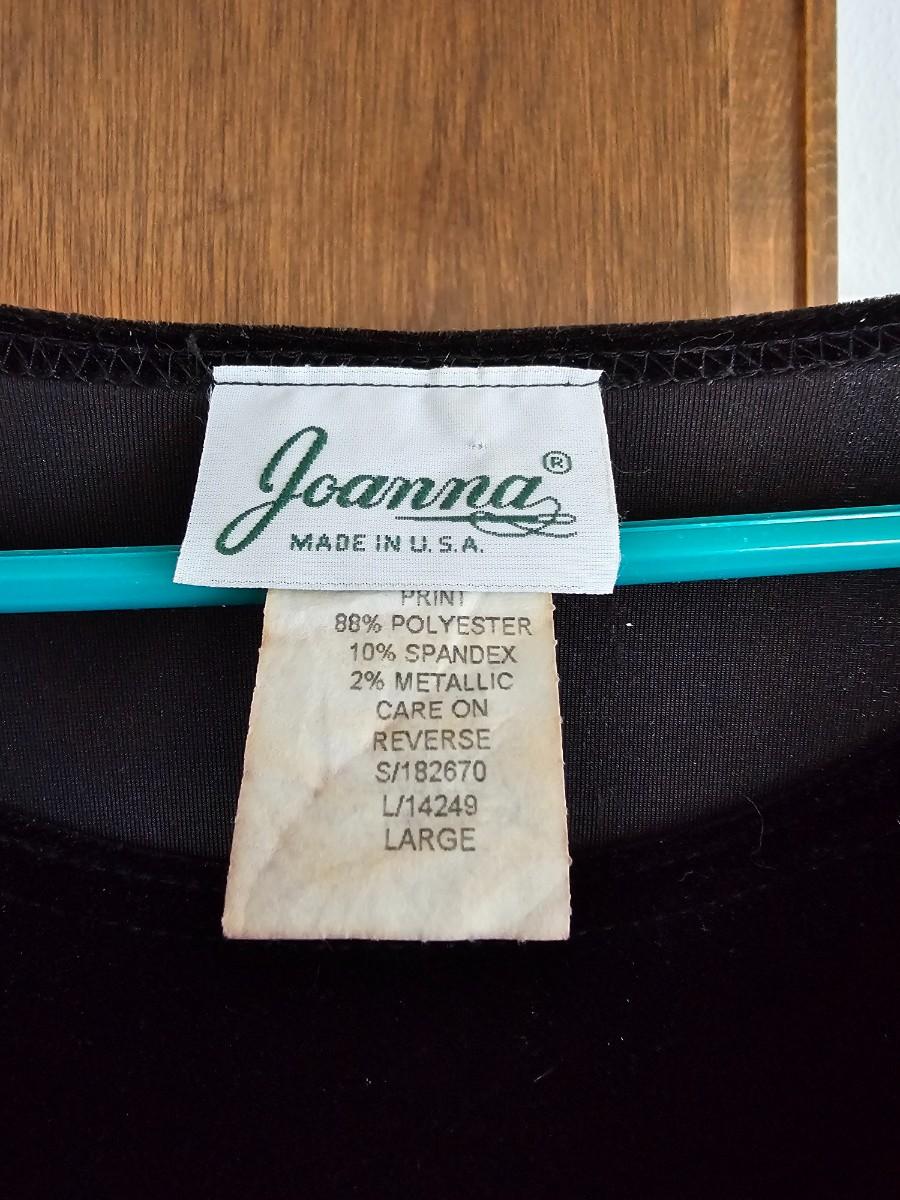 Joanna®
MADE IN U.S.A.
PRINT
88% POLYESTER
10% SPANDEX
2% METALLIC
CARE ON
REVERSE
S/182670
L/14249
LARGE